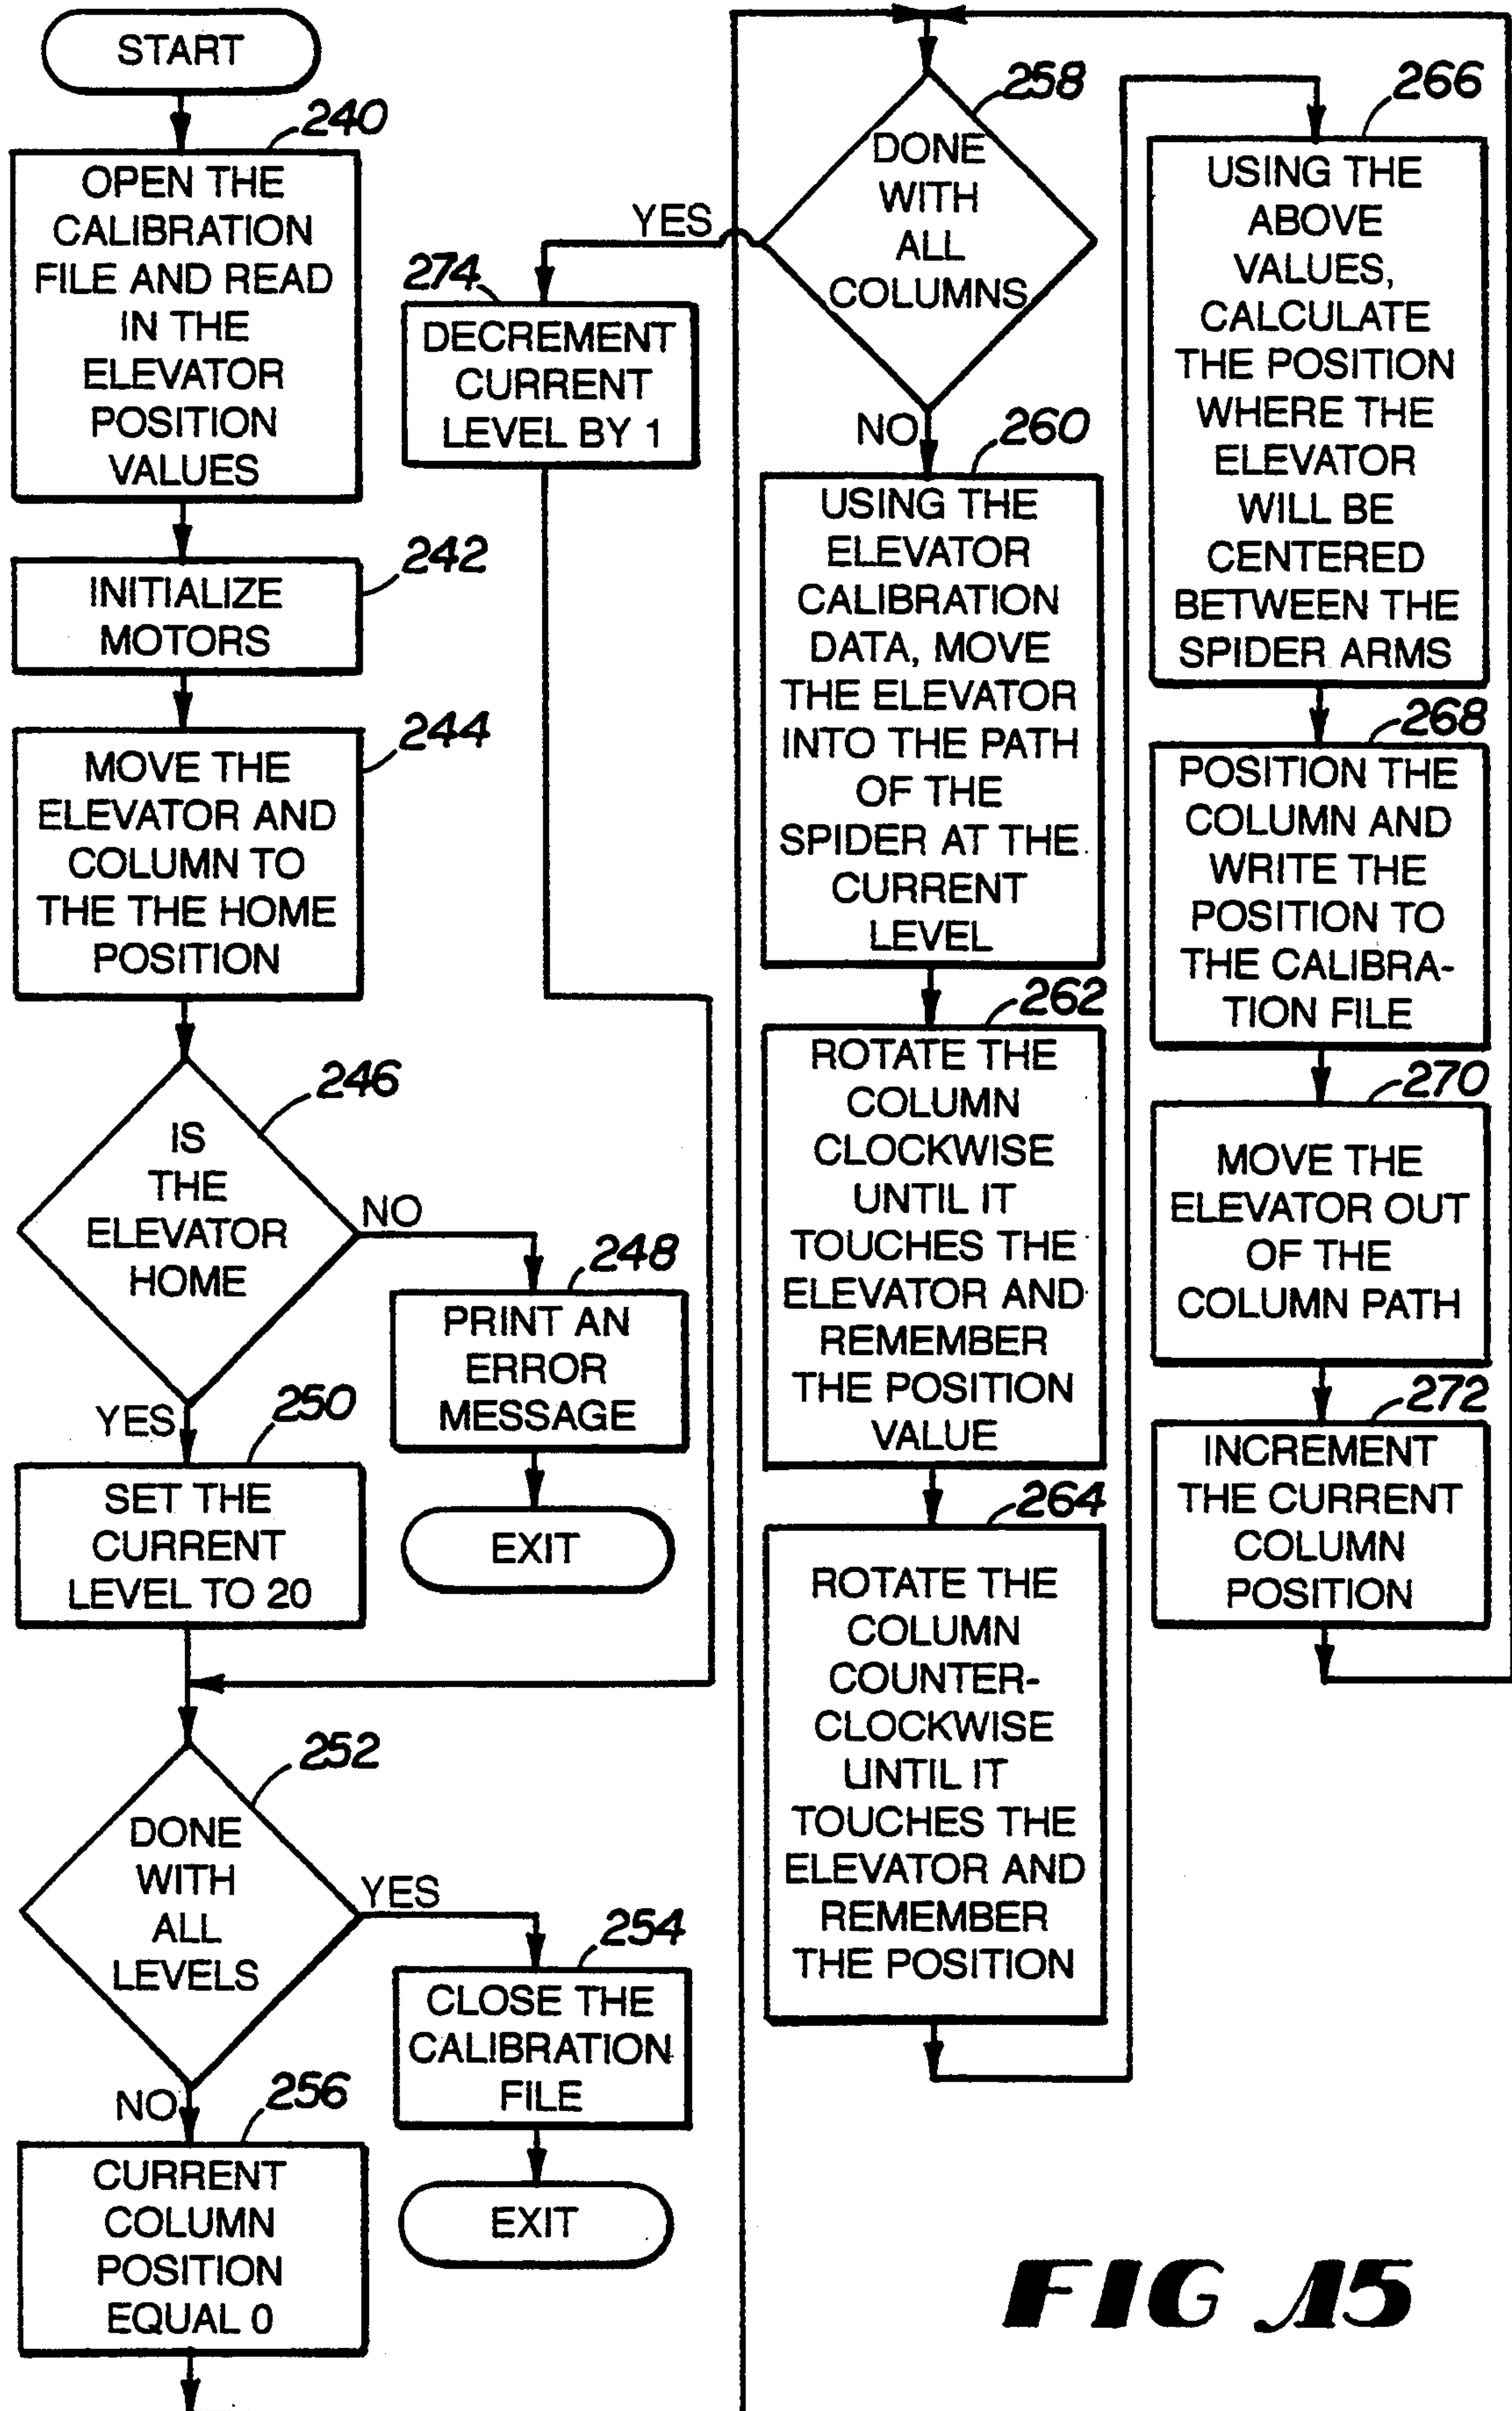 START
240
OPEN THE
CALIBRATION
FILE AND READ
IN THE
ELEVATOR
POSITION
VALUES
242
INITIALIZE
MOTORS
244
MOVE THE
ELEVATOR AND
COLUMN TO
THE THE HOME
POSITION
246
IS
THE
ELEVATOR
HOME
NO
248
PRINT AN
ERROR
MESSAGE
EXIT
YES
250
SET THE
CURRENT
LEVEL TO 20
252
DONE
WITH
ALL
LEVELS
YES
254
CLOSE THE
CALIBRATION
FILE
EXIT
NO
256
CURRENT
COLUMN
POSITION
EQUAL 0
258
DONE
WITH
ALL
COLUMNS
YES
274
DECREMENT
CURRENT
LEVEL BY 1
NO
260
USING THE
ELEVATOR
CALIBRATION
DATA, MOVE
THE ELEVATOR
INTO THE PATH
OF THE
SPIDER AT THE
CURRENT
LEVEL
262
ROTATE THE
COLUMN
CLOCKWISE
UNTIL IT
TOUCHES THE
ELEVATOR AND
REMEMBER
THE POSITION
VALUE
264
ROTATE THE
COLUMN
COUNTER-
CLOCKWISE
UNTIL IT
TOUCHES THE
ELEVATOR AND
REMEMBER
THE POSITION
266
USING THE
ABOVE
VALUES,
CALCULATE
THE POSITION
WHERE THE
ELEVATOR
WILL BE
CENTERED
BETWEEN THE
SPIDER ARMS
268
POSITION THE
COLUMN AND
WRITE THE
POSITION TO
THE CALIBRA-
TION FILE
270
MOVE THE
ELEVATOR OUT
OF THE
COLUMN PATH
272
INCREMENT
THE CURRENT
COLUMN
POSITION
FIG 15